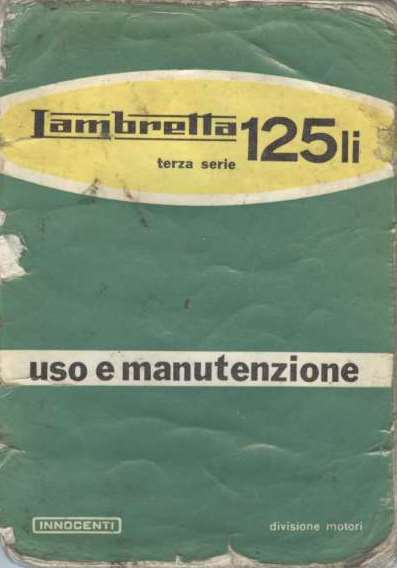 Lambretta 125li
terza serie
uso e manutenzione
INNOCENTI
divisione motori